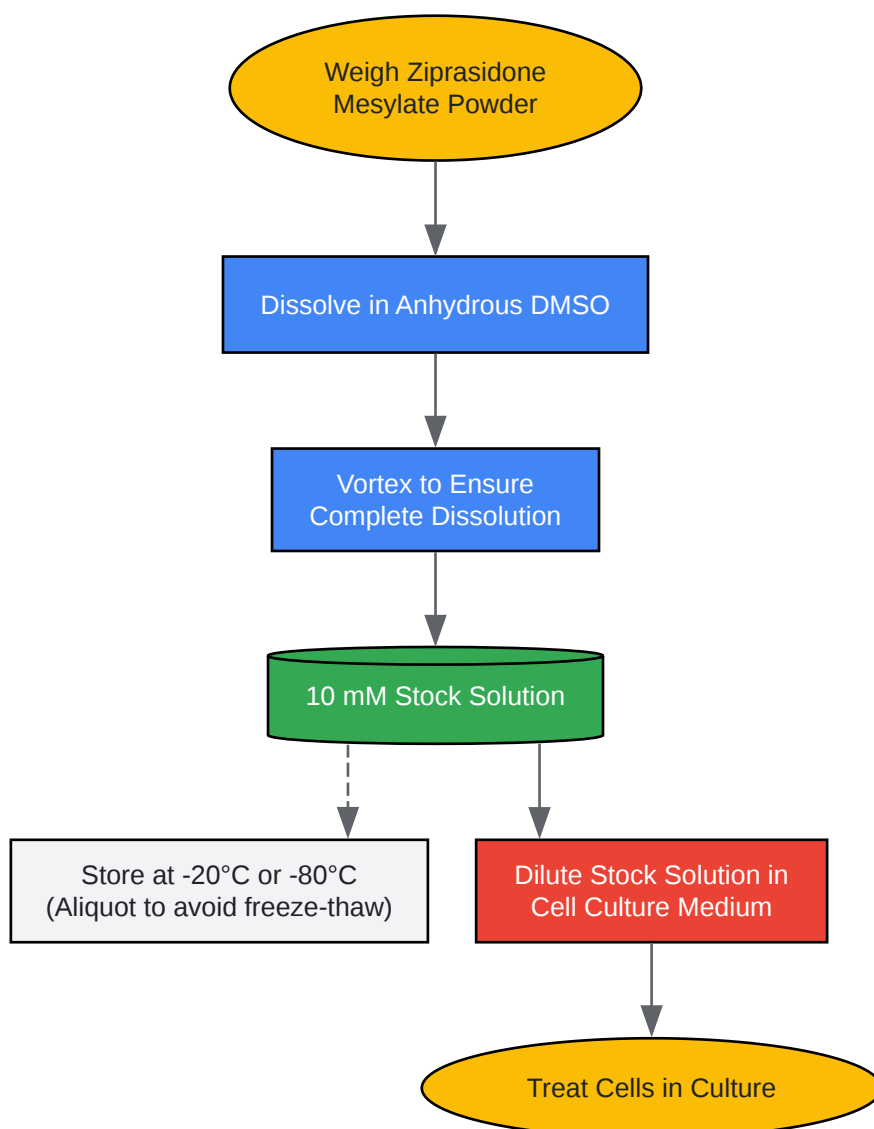 Weigh Ziprasidone
Mesylate Powder
Dissolve in Anhydrous DMSO
Vortex to Ensure
Complete Dissolution
10 mM Stock Solution
Store at -20°C or -80°C
(Aliquot to avoid freeze-thaw)
Dilute Stock Solution in
Cell Culture Medium
Treat Cells in Culture